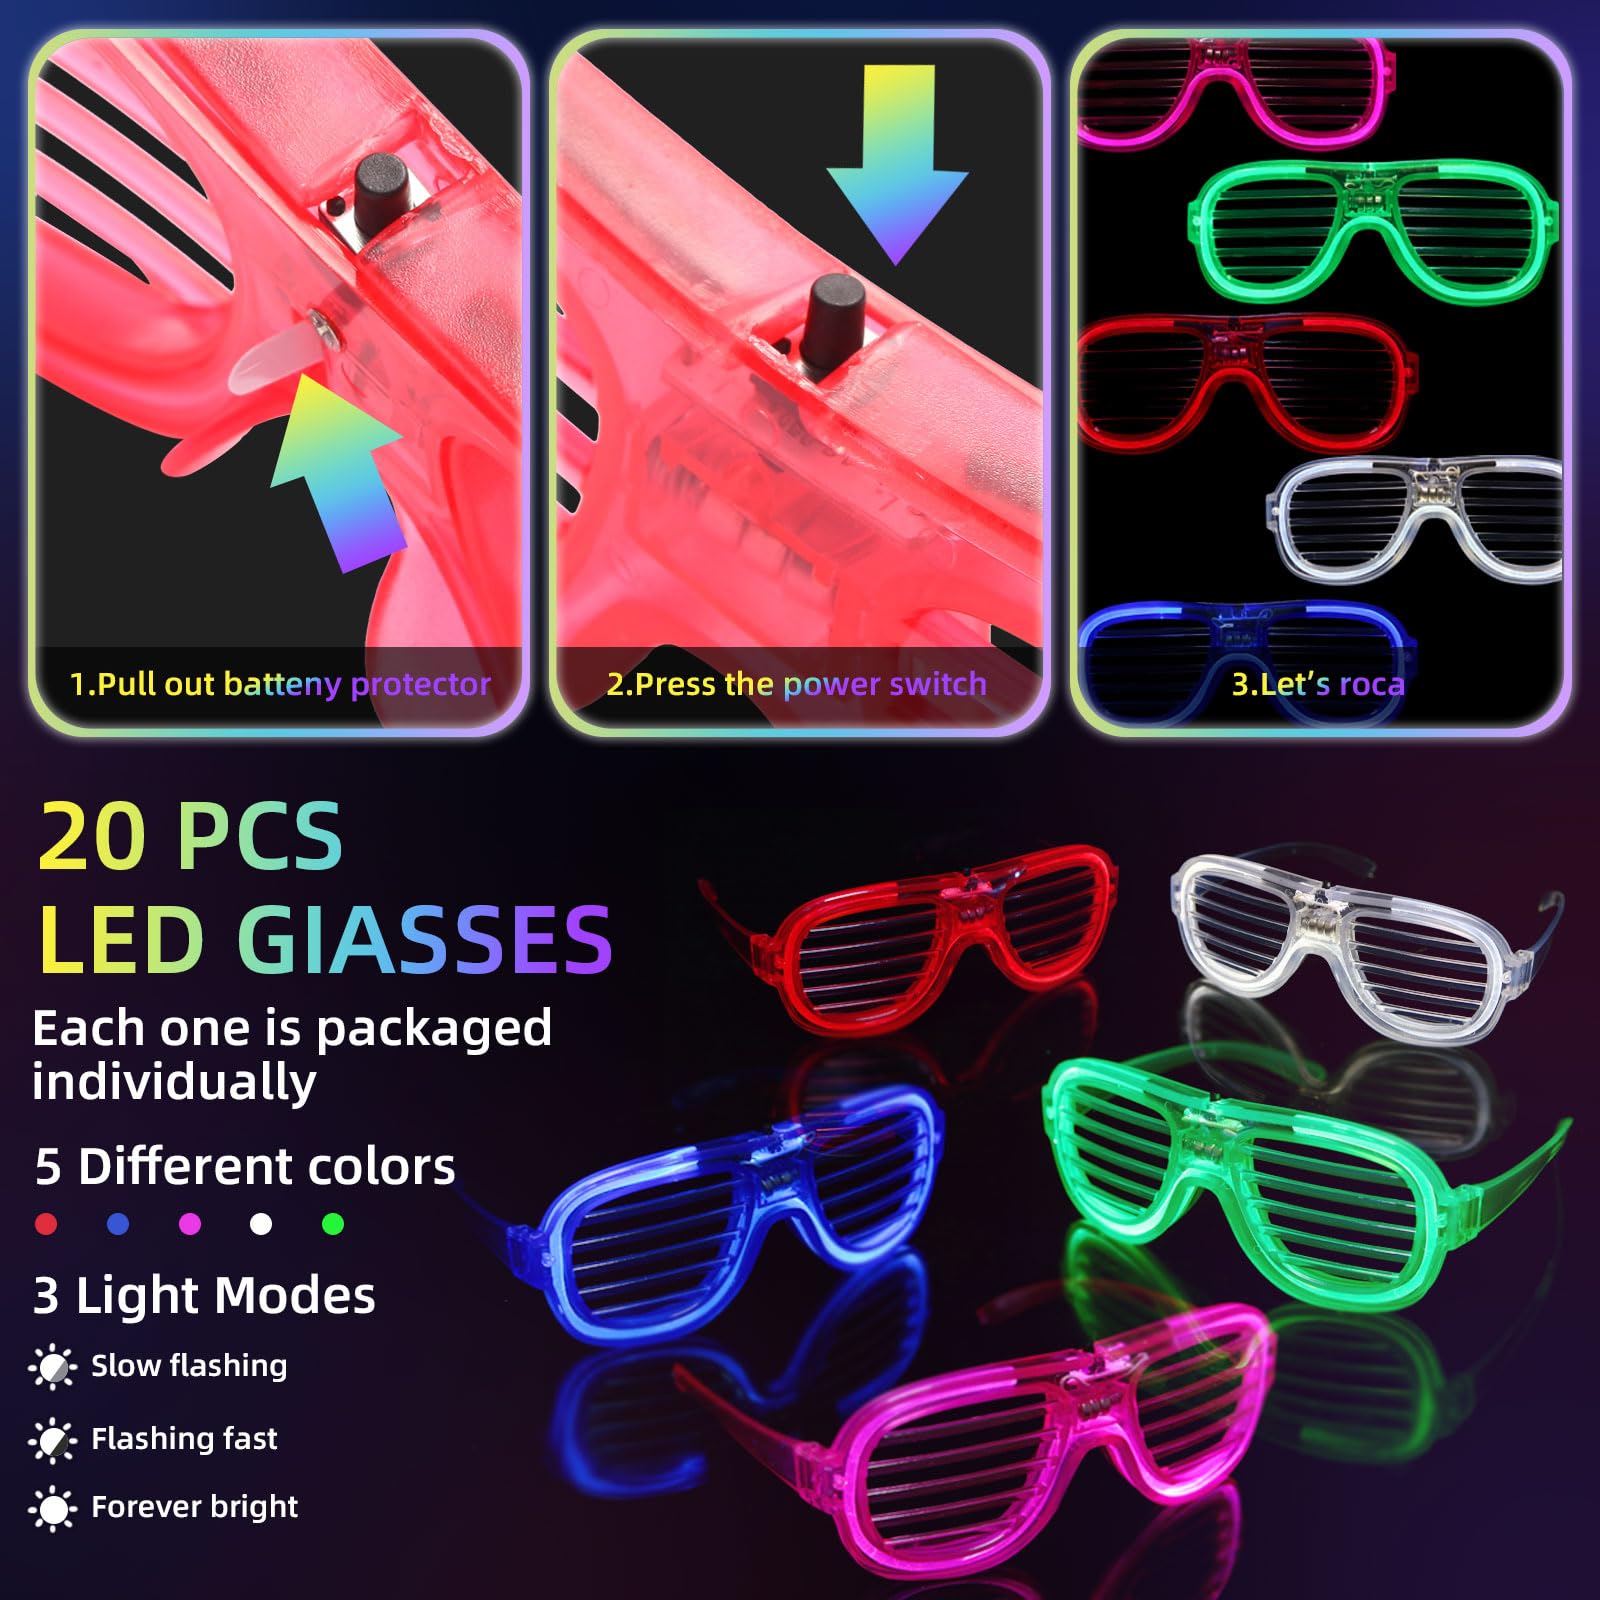 1.Pull out batteny protector
2.Press the power switch
3.Let's roca
20 PCS
LED GIASSES
Each one is packaged
individually
5 Different colors
3 Light Modes
Slow flashing
Flashing fast
Forever bright